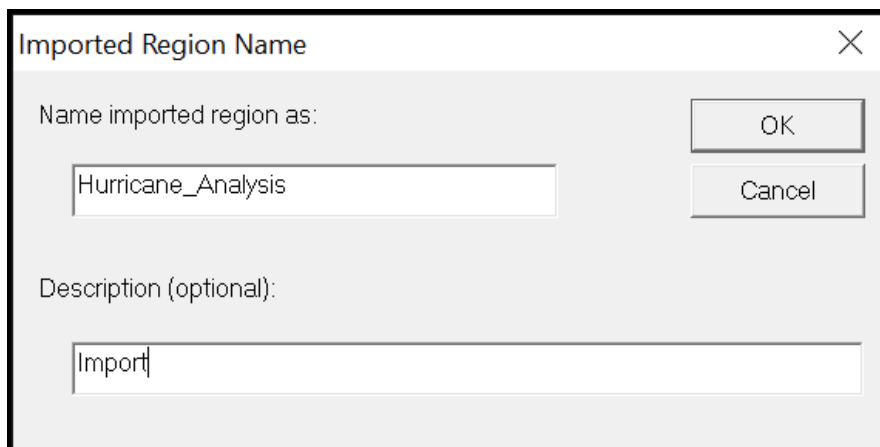 Imported Region Name
Name imported region as:
OK
Hurricane_Analysis
Cancel
Description (optional):
Import